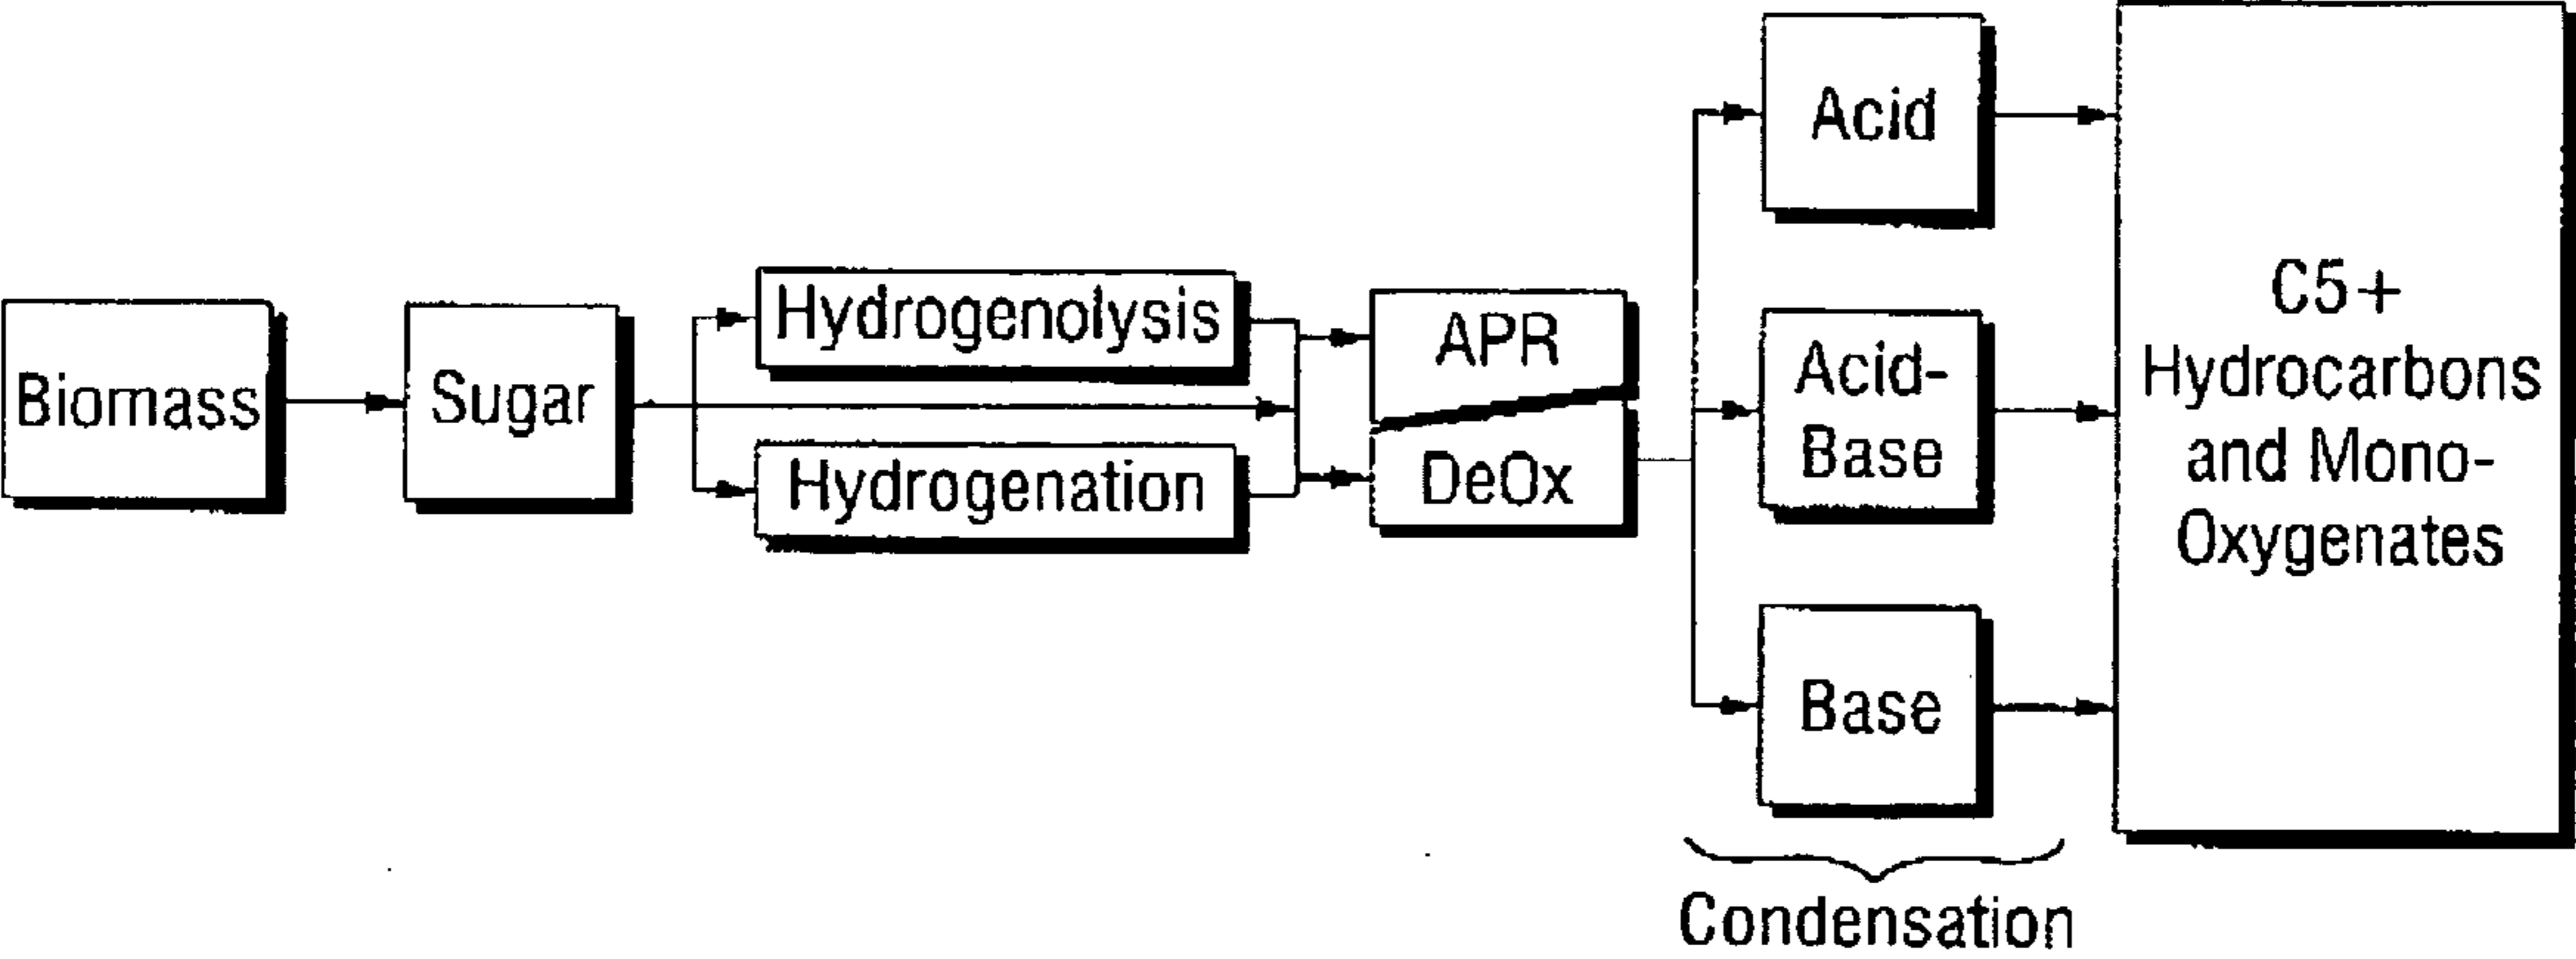 Biomass
Sugar
Hydrogenolysis
Hydrogenation
APR
DeOx
Acid
Acid-
Base
Base
Condensation
C5+
Hydrocarbons
and Mono-
Oxygenates